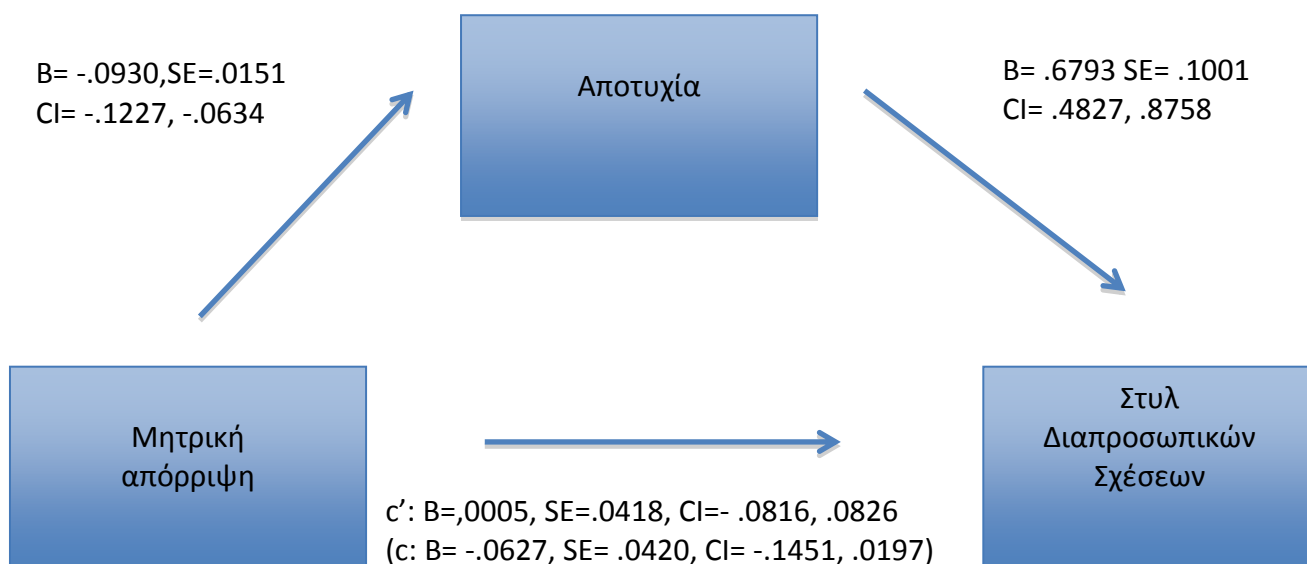 B= -.0930,SE=.0151
CI= -.1227, -.0634
Αποτυχία
B= .6793 SE= .1001
CI= .4827, .8758
Μητρική
απόρριψη
Στυλ
Διαπροσωπικών
Σχέσεων
c’: B=,0005, SE=.0418, CI=- .0816, .0826
(c: B= -.0627, SE= .0420, CI= -.1451, .0197)